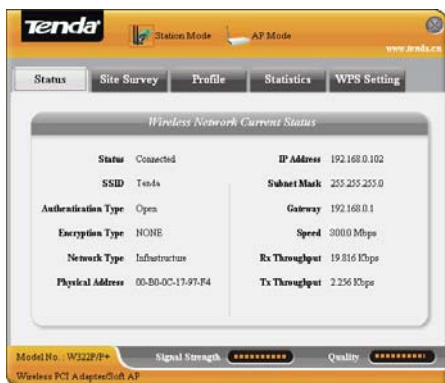 Tenda
Station Mode AP Mode
www.tenda.cn
Status Site Survey Profile Statistics WPS Setting
Wireless Network Current Status
Status Connected
SSID Tenda
Authentication Type Open
Encryption Type NONE
Network Type Infrastructure
Physical Address 00-B0-0C-17-97-F4
IP Address 192.168.0.102
Subnet Mask 255.255.255.0
Gateway 192.168.0.1
Speed 300.0 Mbps
Rx Throughput 19.816 Kbps
Tx Throughput 2.256 Kbps
Model No. : W322P/P+ Signal Strength Quality
Wireless PCI Adapter/Soft AP